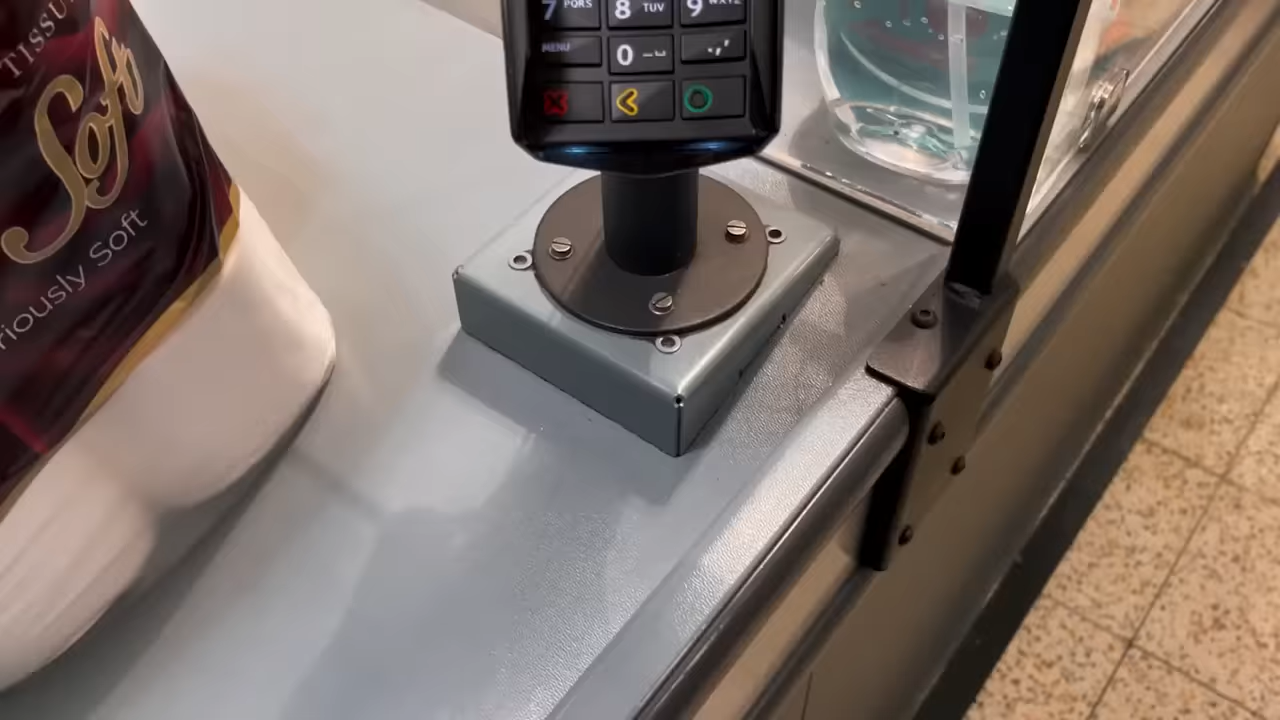 TISSU
Soft
riously Soft
7 PQRS 8 TUV 9 WXYZ
MENU 0 .,'